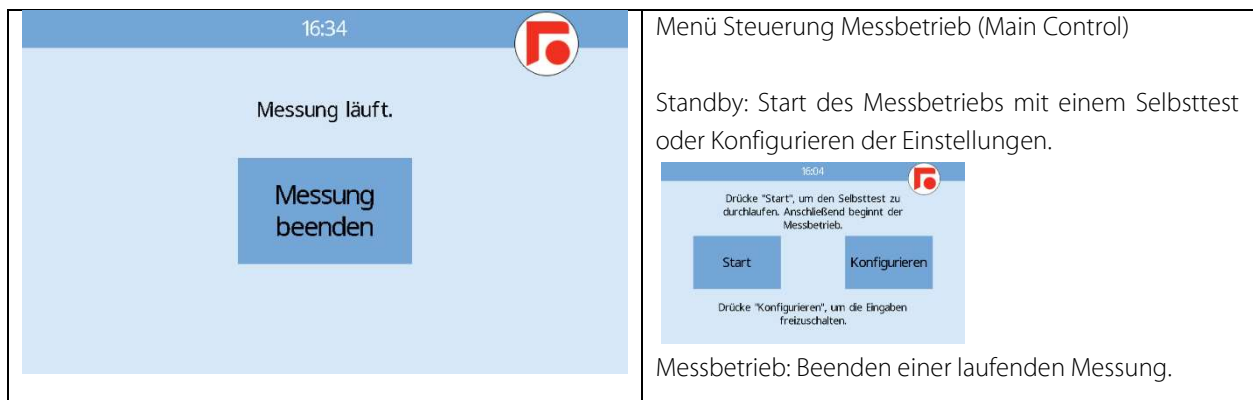 16:34
Messung läuft.
Messung
beenden
Menü Steuerung Messbetrieb (Main Control)
Standby: Start des Messbetriebs mit einem Selbsttest
oder Konfigurieren der Einstellungen.
16:04
Drücke "Start", um den Selbsttest zu
durchlaufen. Anschließend beginnt der
Messbetrieb.
Start
Konfigurieren
Drücke "Konfigurieren", um die Eingaben
freizuschalten.
Messbetrieb: Beenden einer laufenden Messung.